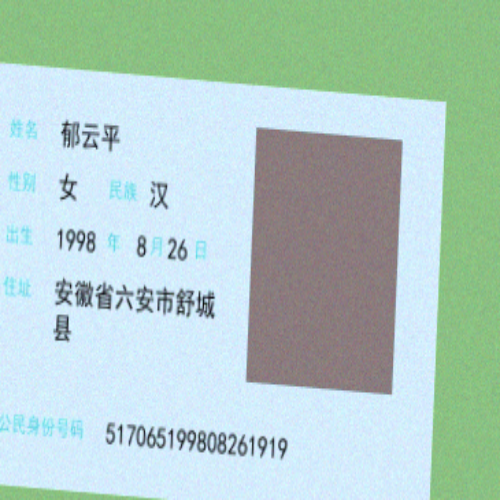 姓名 郁云平
性别 女 民族 汉
出生 1998 年 8 月 26 日
住址 安徽省六安市舒城
县
公民身份号码 517065199808261919